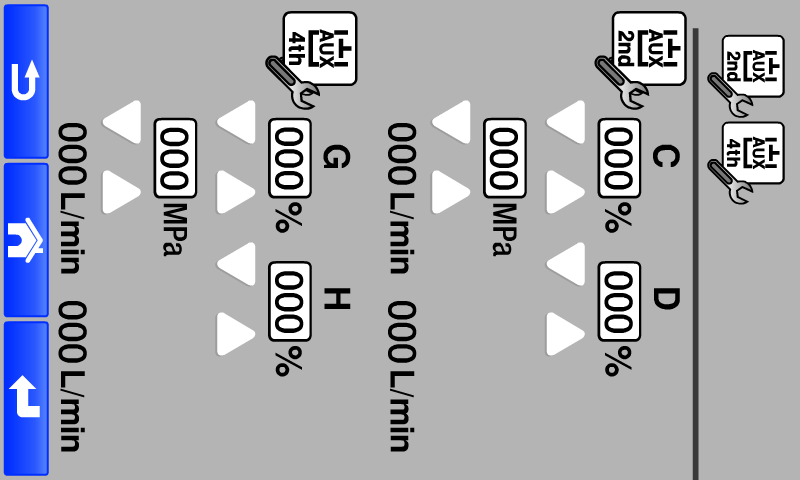 AUX
2nd
AUX
4th
AUX
2nd
C D
000 % 000 %
000 MPa
000 L/min 000 L/min
AUX
4th
G H
000 % 000 %
000 MPa
000 L/min 000 L/min